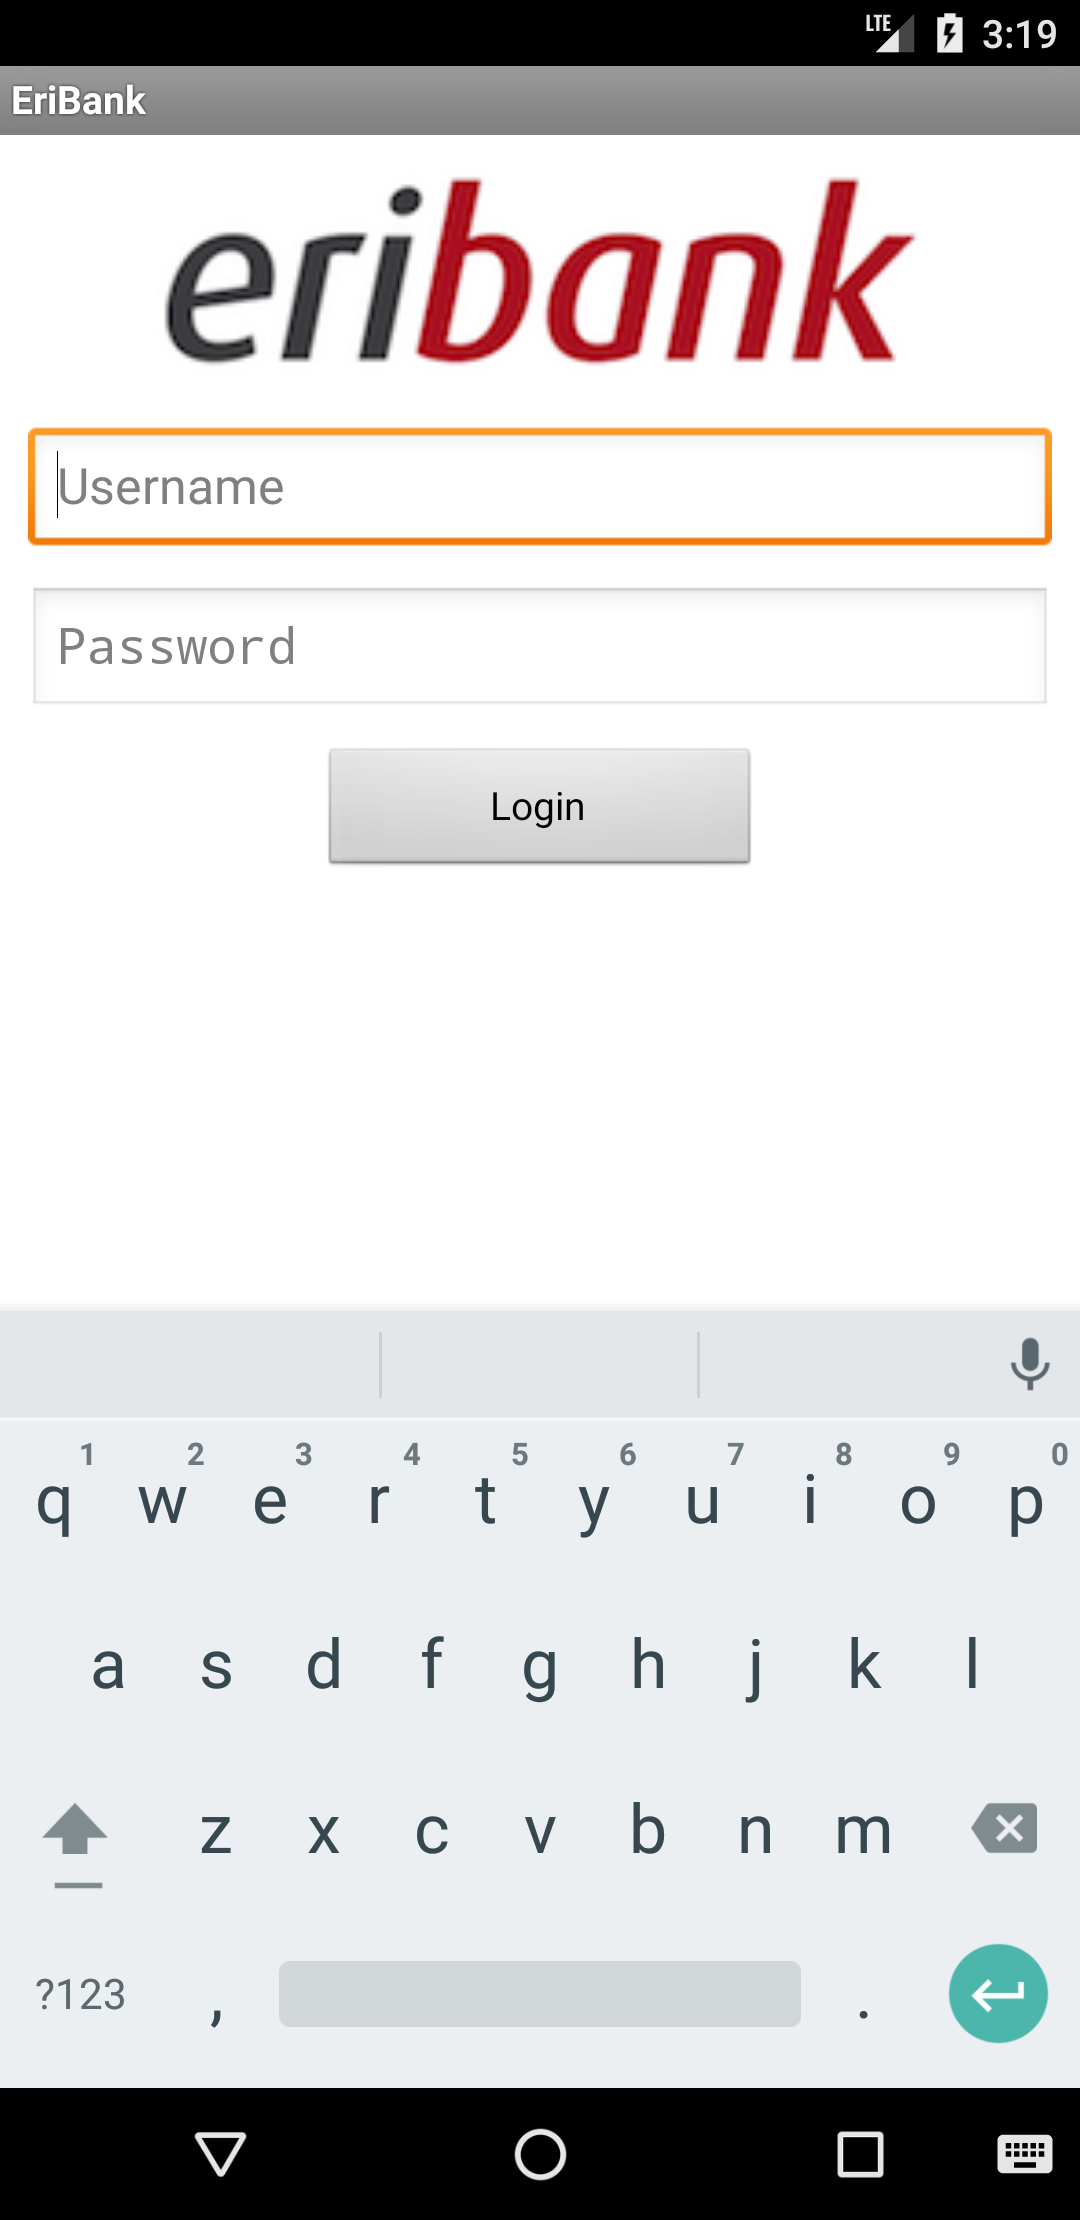 LTE 3:19
EriBank
eribank
Username
Password
Login
1 2 3 4 5 6 7 8 9 0
q w e r t y u i o p
a s d f g h j k l
z x c v b n m
?123 , .